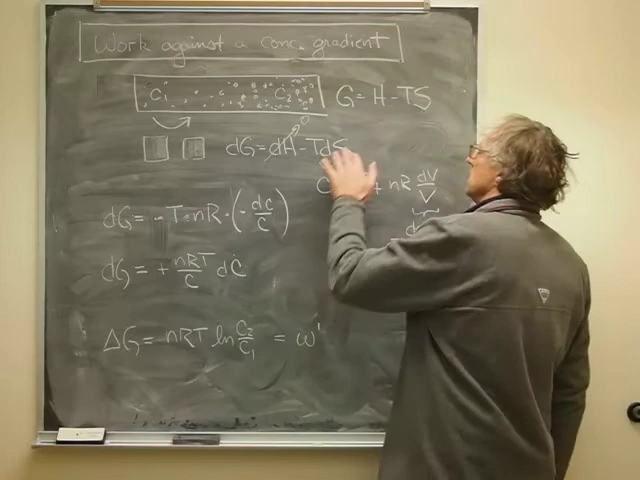 Work against a conc. gradient
C₁ C₂ G = H - TS
dG = dH - TdS
+ nR dV/V
dG = - T·nR · (- dc/c)
dG = + nRT/C dC
ΔG = nRT ln C₂/C₁ = ω'